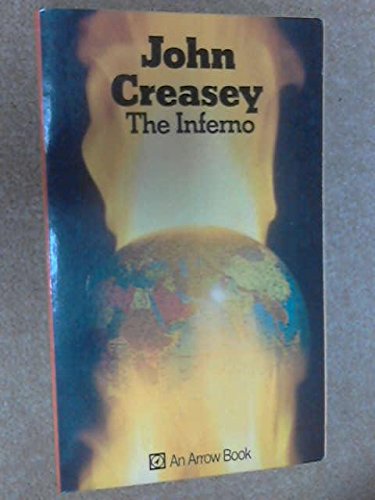 John
Creasey
The Inferno
An Arrow Book